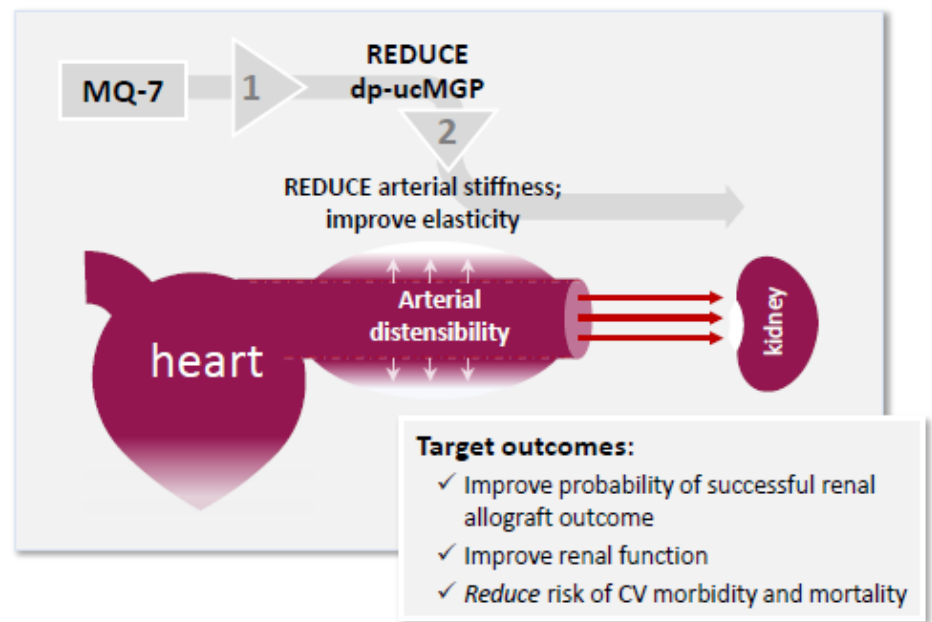 MQ-7
1
REDUCE
dp-ucMGP
2
REDUCE arterial stiffness;
improve elasticity
heart
Arterial
distensibility
kidney
Target outcomes:
✓ Improve probability of successful renal
allograft outcome
✓ Improve renal function
✓ Reduce risk of CV morbidity and mortality